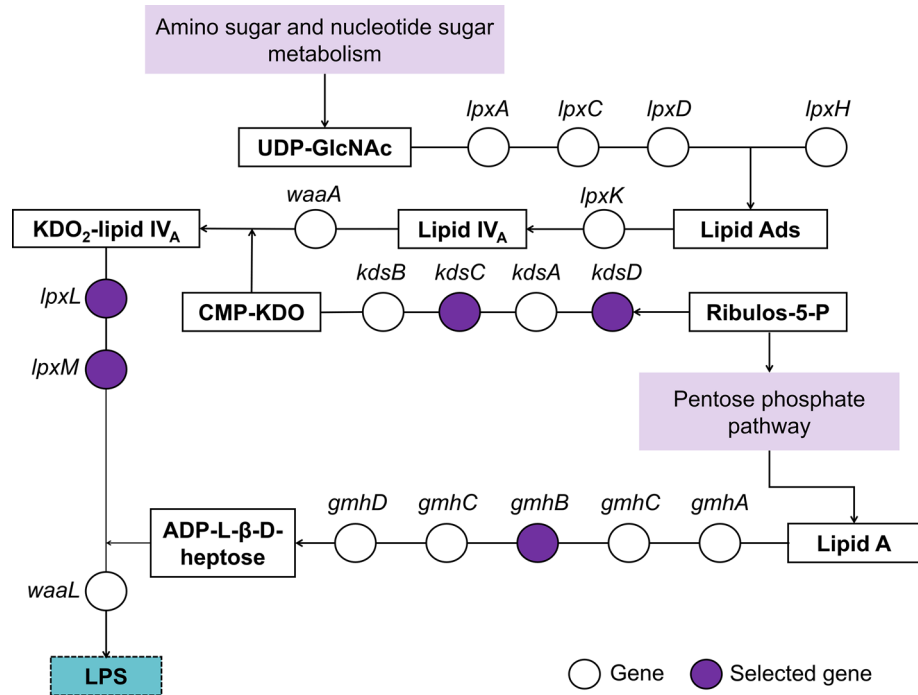 Amino sugar and nucleotide sugar
metabolism
lpxA lpxC lpxD lpxH
UDP-GlcNAc
waaA lpxK
KDO₂-lipid IV_A Lipid IV_A Lipid Ads
kdsB kdsC kdsA kdsD
lpxL
CMP-KDO Ribulos-5-P
lpxM
Pentose phosphate
pathway
gmhD gmhC gmhB gmhC gmhA
ADP-L-β-D-
heptose
Lipid A
waaL
LPS
Gene Selected gene